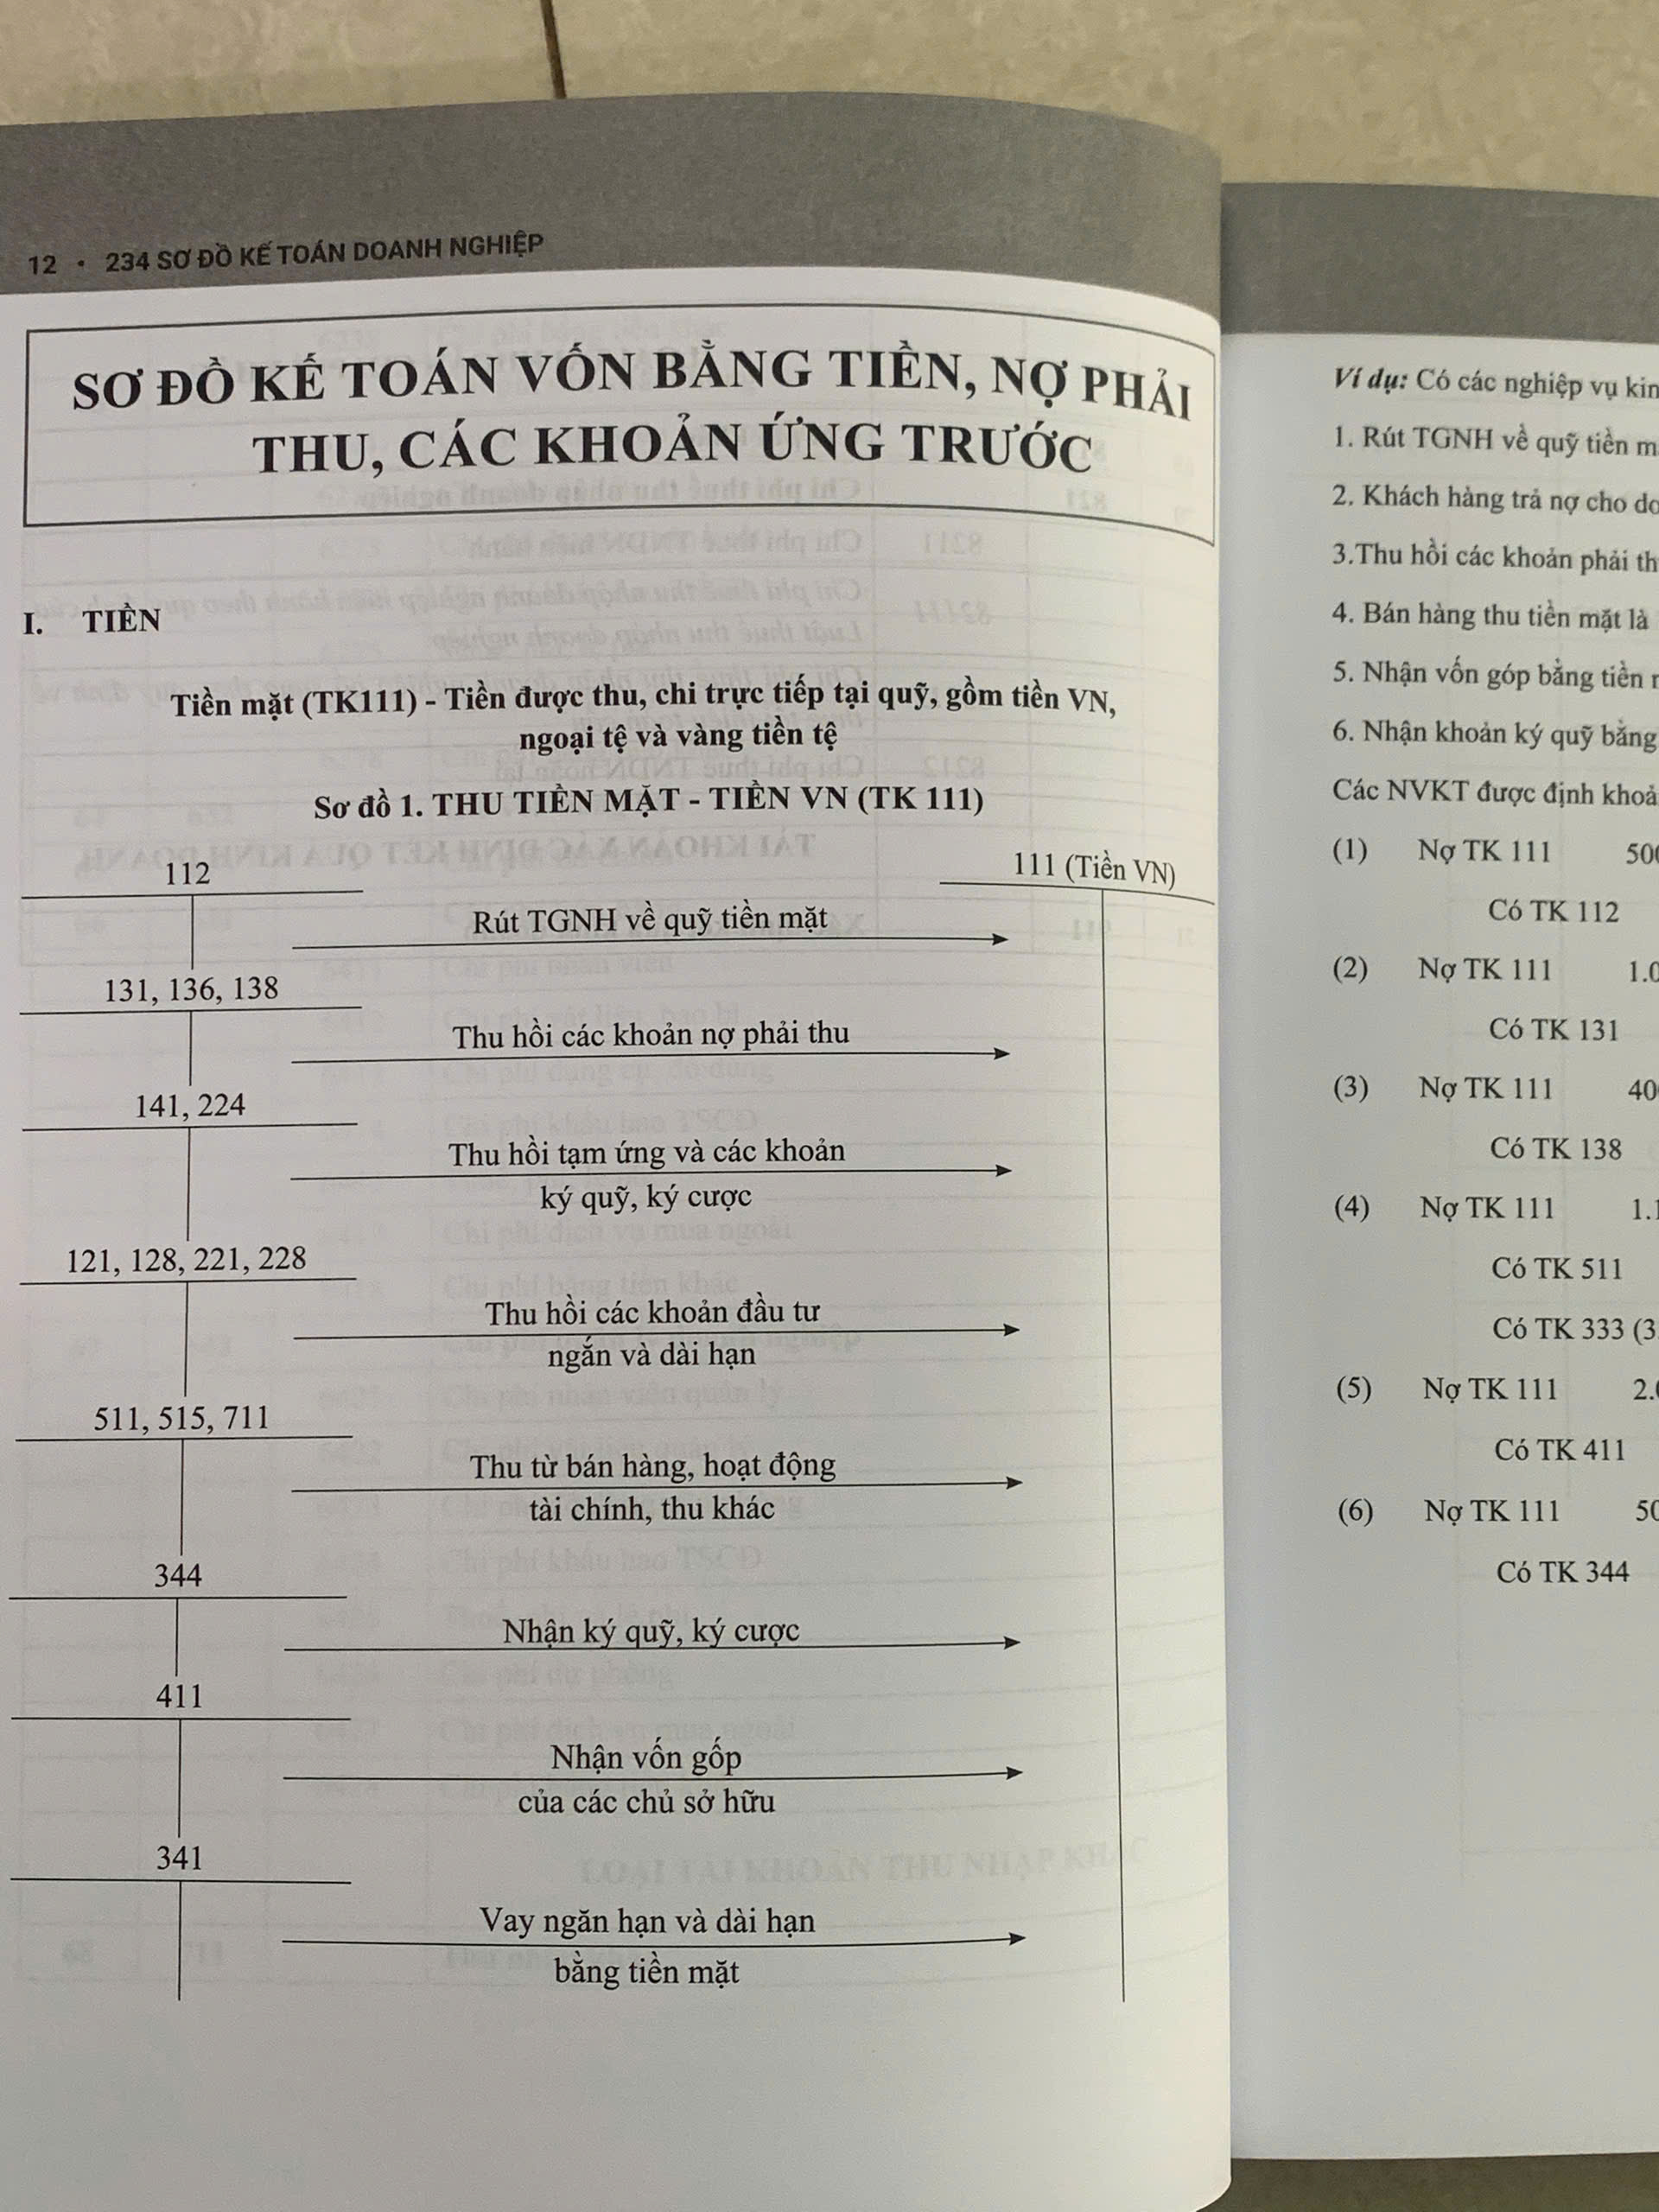 12 • 234 SƠ ĐỒ KẾ TOÁN DOANH NGHIỆP
SƠ ĐỒ KẾ TOÁN VỐN BẰNG TIỀN, NỢ PHẢI
THU, CÁC KHOẢN ỨNG TRƯỚC
I. TIỀN
Tiền mặt (TK111) - Tiền được thu, chi trực tiếp tại quỹ, gồm tiền VN,
ngoại tệ và vàng tiền tệ
Sơ đồ 1. THU TIỀN MẶT - TIỀN VN (TK 111)
112
111 (Tiền VN)
Rút TGNH về quỹ tiền mặt
131, 136, 138
Thu hồi các khoản nợ phải thu
141, 224
Thu hồi tạm ứng và các khoản
ký quỹ, ký cược
121, 128, 221, 228
Thu hồi các khoản đầu tư
ngắn và dài hạn
511, 515, 711
Thu từ bán hàng, hoạt động
tài chính, thu khác
344
Nhận ký quỹ, ký cược
411
Nhận vốn gốp
của các chủ sở hữu
341
Vay ngăn hạn và dài hạn
bằng tiền mặt
Ví dụ: Có các nghiệp vụ
1. Rút TGNH về quỹ tiền
2. Khách hàng trả nợ cho
3.Thu hồi các khoản phải
4. Bán hàng thu tiền mặt là
5. Nhận vốn góp bằng tiền
6. Nhận khoản ký quỹ bằng
Các NVKT được định
(1) Nợ TK 111
Có TK 112
(2) Nợ TK 111
Có TK 131
(3) Nợ TK 111
Có TK 138
(4) Nợ TK 111
Có TK 511
Có TK 333
(5) Nợ TK 111
Có TK 411
(6) Nợ TK 111
Có TK 344